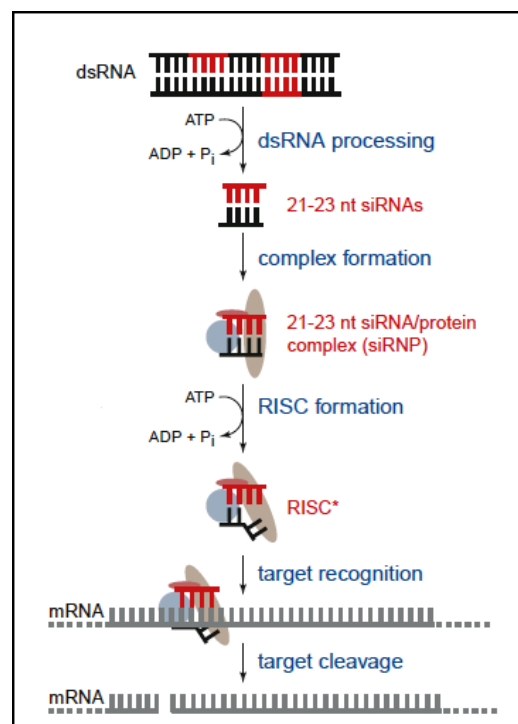 dsRNA
ATP
ADP + Pi
dsRNA processing
21-23 nt siRNAs
complex formation
21-23 nt siRNA/protein
complex (siRNP)
ATP
ADP + Pi
RISC formation
RISC*
target recognition
mRNA
target cleavage
mRNA